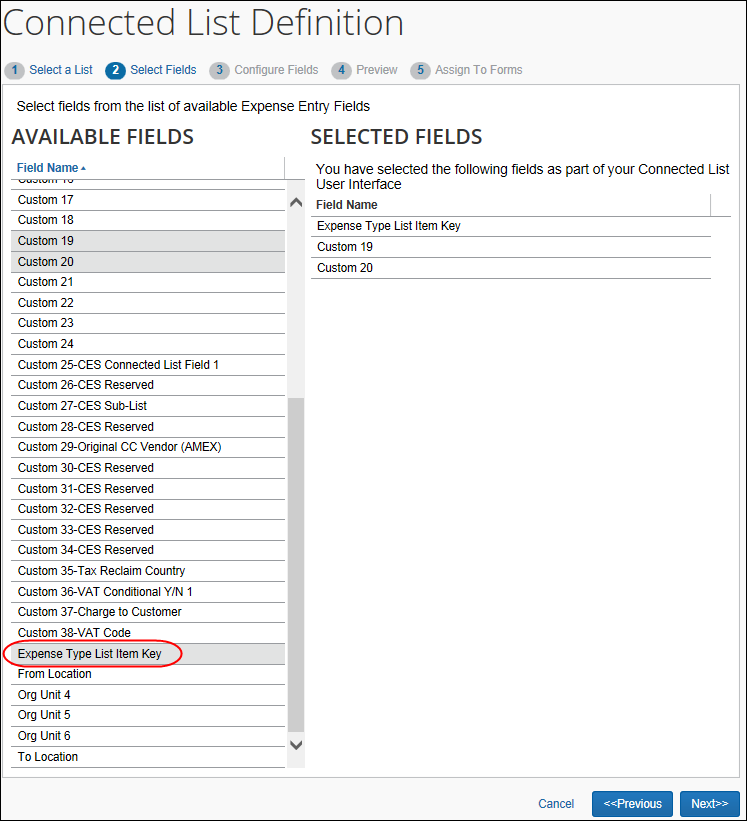 Connected List Definition
1 Select a List 2 Select Fields 3 Configure Fields 4 Preview 5 Assign To Forms
Select fields from the list of available Expense Entry Fields
AVAILABLE FIELDS
Field Name
Custom 16
Custom 17
Custom 18
Custom 19
Custom 20
Custom 21
Custom 22
Custom 23
Custom 24
Custom 25-CES Connected List Field 1
Custom 26-CES Reserved
Custom 27-CES Sub-List
Custom 28-CES Reserved
Custom 29-Original CC Vendor (AMEX)
Custom 30-CES Reserved
Custom 31-CES Reserved
Custom 32-CES Reserved
Custom 33-CES Reserved
Custom 34-CES Reserved
Custom 35-Tax Reclaim Country
Custom 36-VAT Conditional Y/N 1
Custom 37-Charge to Customer
Custom 38-VAT Code
Expense Type List Item Key
From Location
Org Unit 4
Org Unit 5
Org Unit 6
To Location
SELECTED FIELDS
You have selected the following fields as part of your Connected List
User Interface
Field Name
Expense Type List Item Key
Custom 19
Custom 20
Cancel <<Previous Next>>